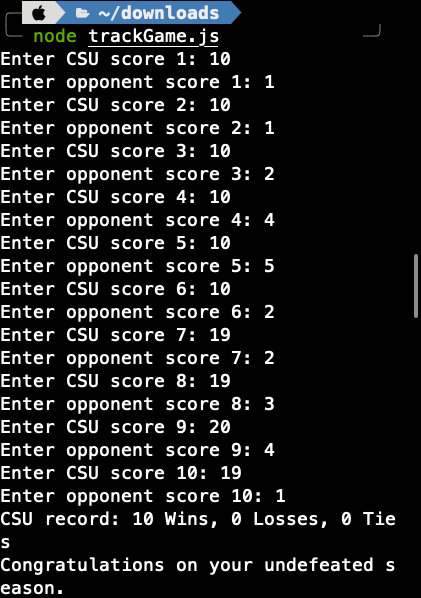 ~/downloads
node trackGame.js
Enter CSU score 1: 10
Enter opponent score 1: 1
Enter CSU score 2: 10
Enter opponent score 2: 1
Enter CSU score 3: 10
Enter opponent score 3: 2
Enter CSU score 4: 10
Enter opponent score 4: 4
Enter CSU score 5: 10
Enter opponent score 5: 5
Enter CSU score 6: 10
Enter opponent score 6: 2
Enter CSU score 7: 19
Enter opponent score 7: 2
Enter CSU score 8: 19
Enter opponent score 8: 3
Enter CSU score 9: 20
Enter opponent score 9: 4
Enter CSU score 10: 19
Enter opponent score 10: 1
CSU record: 10 Wins, 0 Losses, 0 Tie
s
Congratulations on your undefeated s
eason.